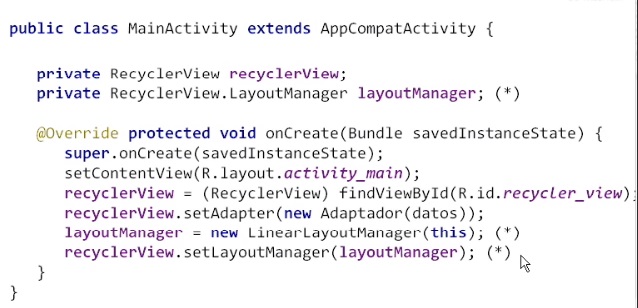 public class MainActivity extends AppCompatActivity {
private RecyclerView recyclerView;
private RecyclerView.LayoutManager layoutManager; (*)
@Override protected void onCreate(Bundle savedInstanceState) {
super.onCreate(savedInstanceState);
setContentView(R.layout.activity_main);
recyclerView = (RecyclerView) findViewById(R.id.recycler_view);
recyclerView.setAdapter(new Adaptador(datos));
layoutManager = new LinearLayoutManager(this); (*)
recyclerView.setLayoutManager(layoutManager); (*)
}
}